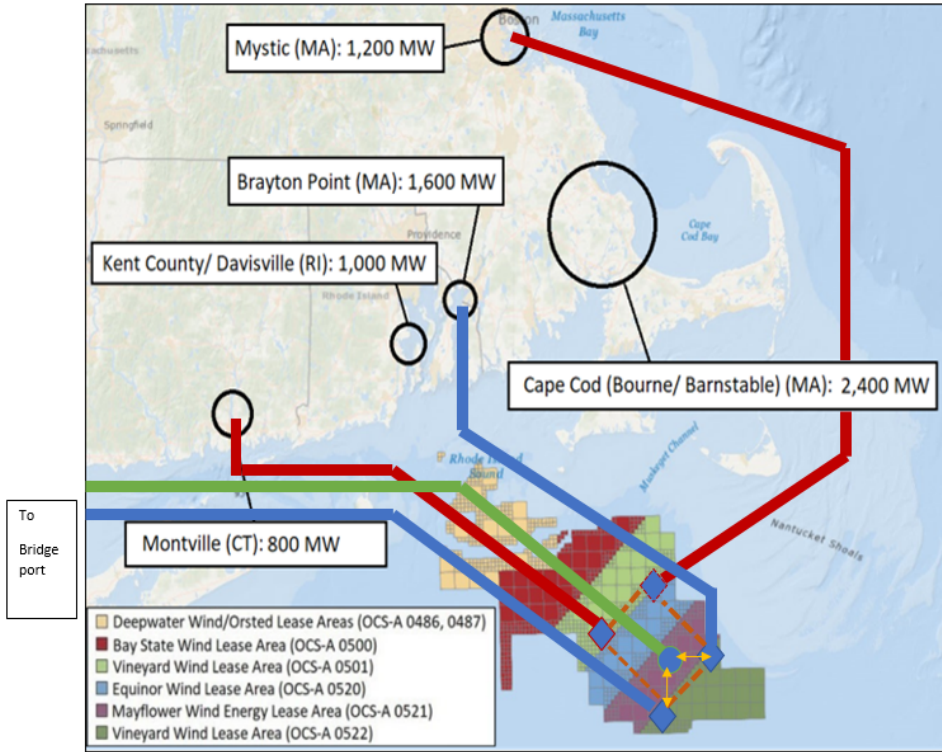 Boston
Massachusetts
Bay
Mystic (MA): 1,200 MW
Springfield
Brayton Point (MA): 1,600 MW
Providence
Cape
Cod Bay
Kent County/ Davisville (RI): 1,000 MW
Rhode Island
Cape Cod (Bourne/ Barnstable) (MA): 2,400 MW
Rhode Island
Sound
Muskeget Channel
To
Bridge
port
Nantucket Shoals
Montville (CT): 800 MW
Deepwater Wind/Orsted Lease Areas (OCS-A 0486, 0487)
Bay State Wind Lease Area (OCS-A 0500)
Vineyard Wind Lease Area (OCS-A 0501)
Equinor Wind Lease Area (OCS-A 0520)
Mayflower Wind Energy Lease Area (OCS-A 0521)
Vineyard Wind Lease Area (OCS-A 0522)